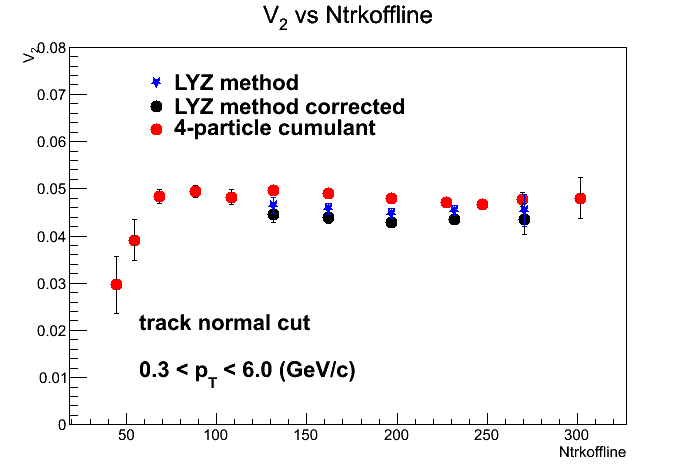 V2 vs Ntrkoffline
V2
0.08
0.07
0.06
0.05
0.04
0.03
0.02
0.01
0
LYZ method
LYZ method corrected
4-particle cumulant
track normal cut
0.3 < pT < 6.0 (GeV/c)
50 100 150 200 250 300
Ntrkoffline